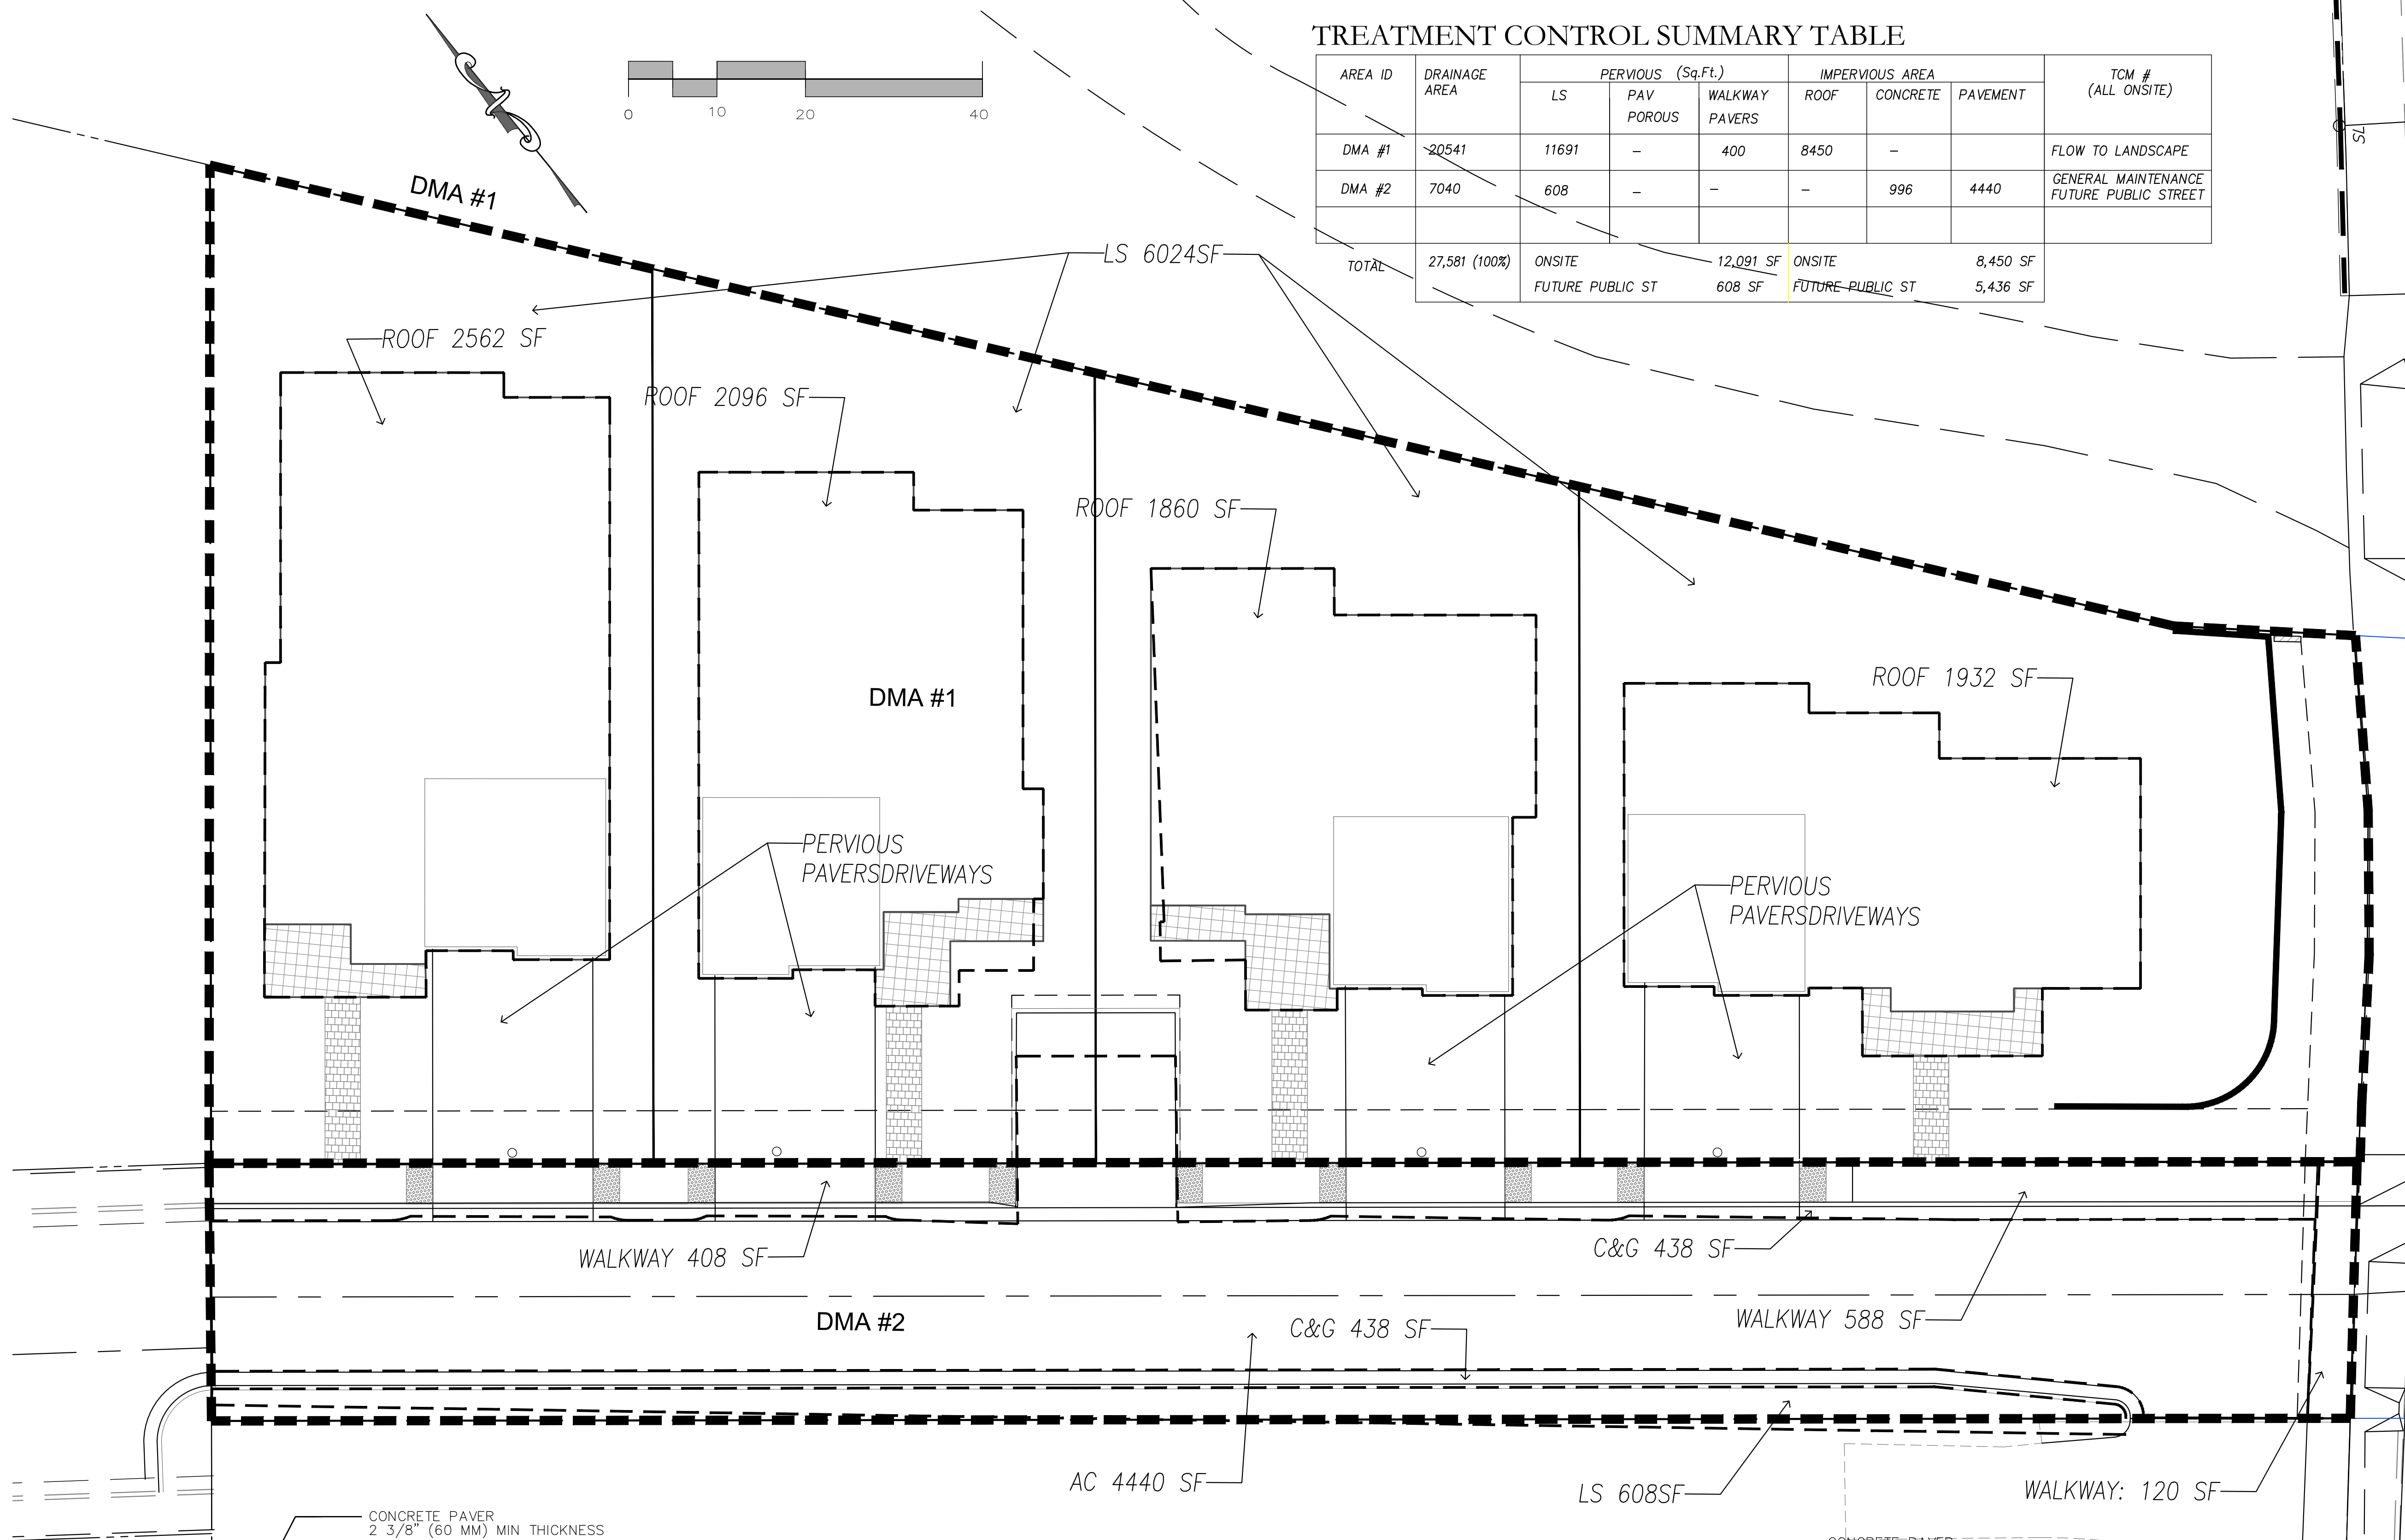 TREATMENT CONTROL SUMMARY TABLE
AREA ID DRAINAGE AREA PERVIOUS (Sq.Ft.) IMPERVIOUS AREA TCM # (ALL ONSITE)
LS PAV POROUS WALKWAY PAVERS ROOF CONCRETE PAVEMENT
DMA #1 20541 11691 – 400 8450 – FLOW TO LANDSCAPE
DMA #2 7040 608 – – – 996 4440 GENERAL MAINTENANCE FUTURE PUBLIC STREET
TOTAL 27,581 (100%) ONSITE 12,091 SF ONSITE 8,450 SF
FUTURE PUBLIC ST 608 SF FUTURE PUBLIC ST 5,436 SF
0 10 20 40
SL
DMA #1
LS 6024SF
ROOF 2562 SF
ROOF 2096 SF
ROOF 1860 SF
ROOF 1932 SF
DMA #1
PERVIOUS
PAVERSDRIVEWAYS
PERVIOUS
PAVERSDRIVEWAYS
WALKWAY 408 SF
C&G 438 SF
DMA #2
C&G 438 SF
WALKWAY 588 SF
AC 4440 SF
LS 608SF
WALKWAY: 120 SF
CONCRETE PAVER
2 3/8" (60 MM) MIN THICKNESS